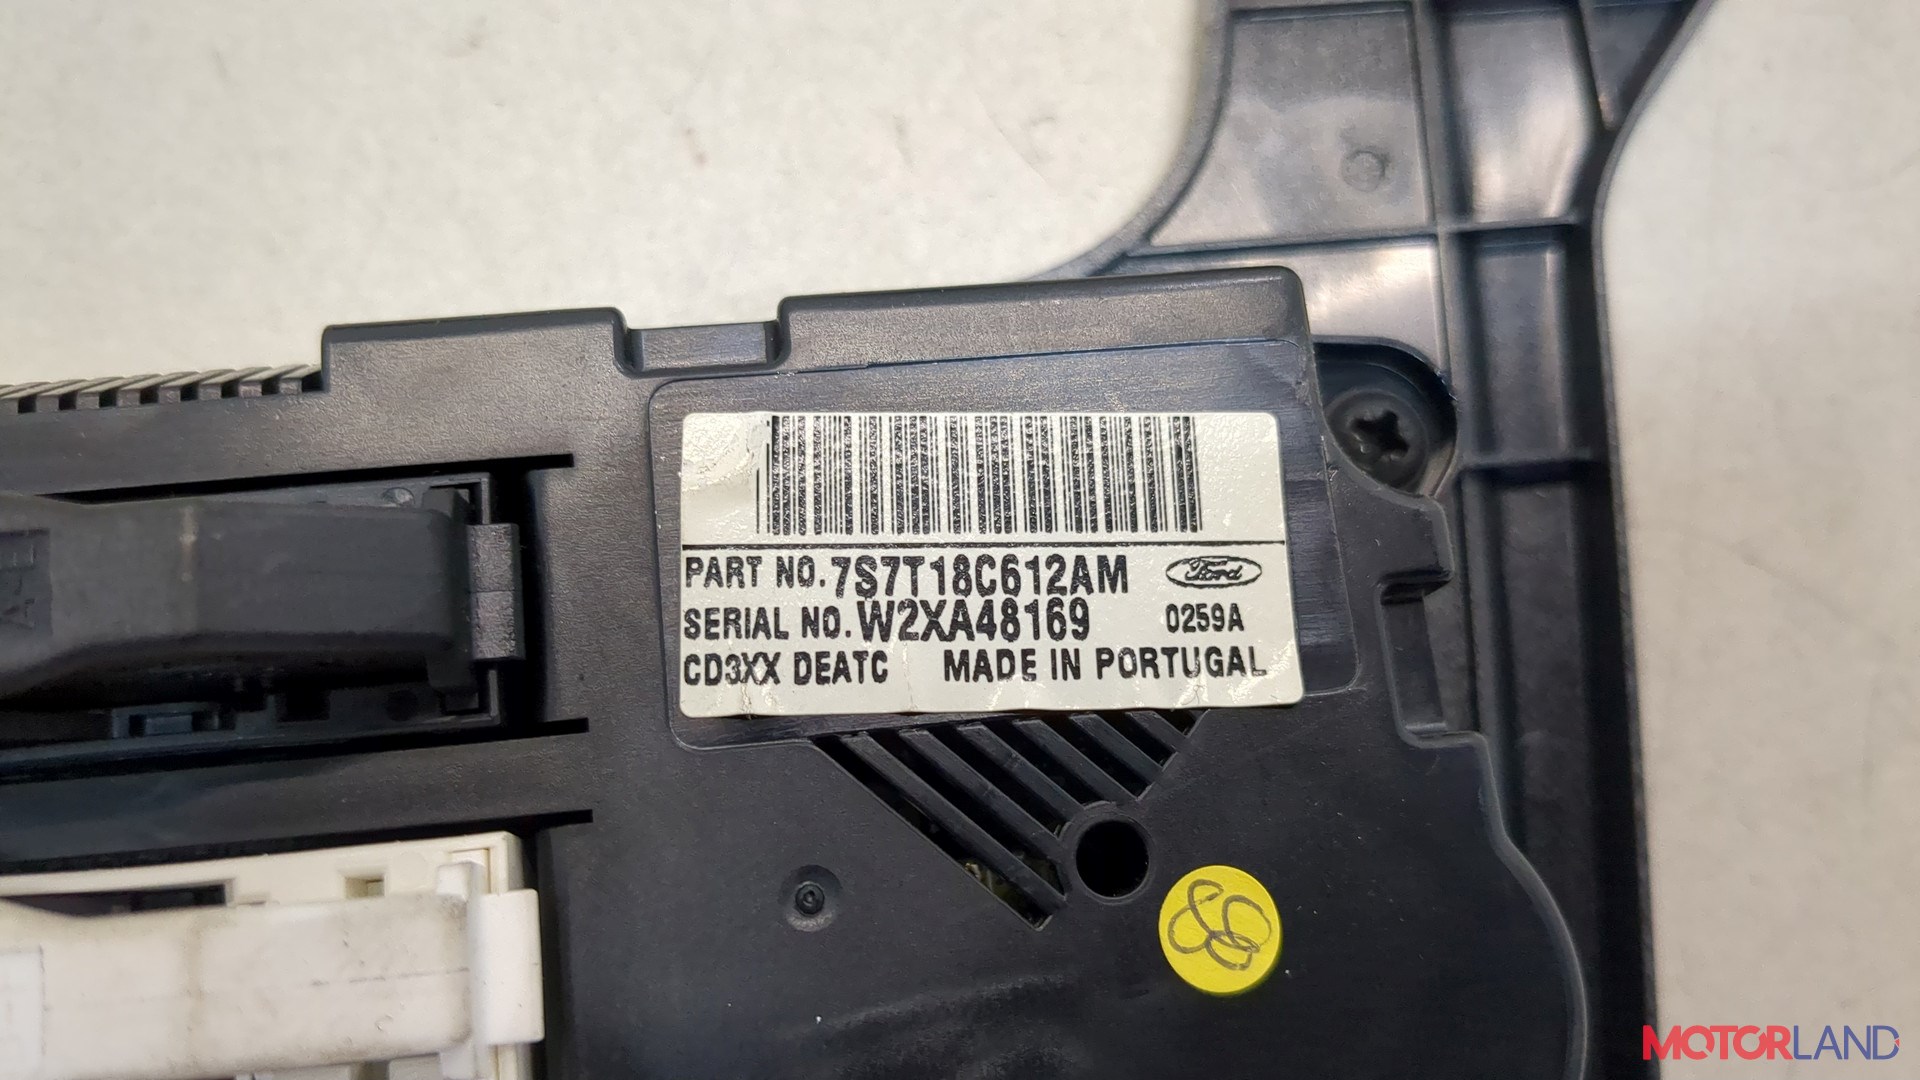 PART NO.7S7T18C612AM Ford
SERIAL NO.W2XA48169 0259A
CD3XX DEATC MADE IN PORTUGAL
MOTORLAND